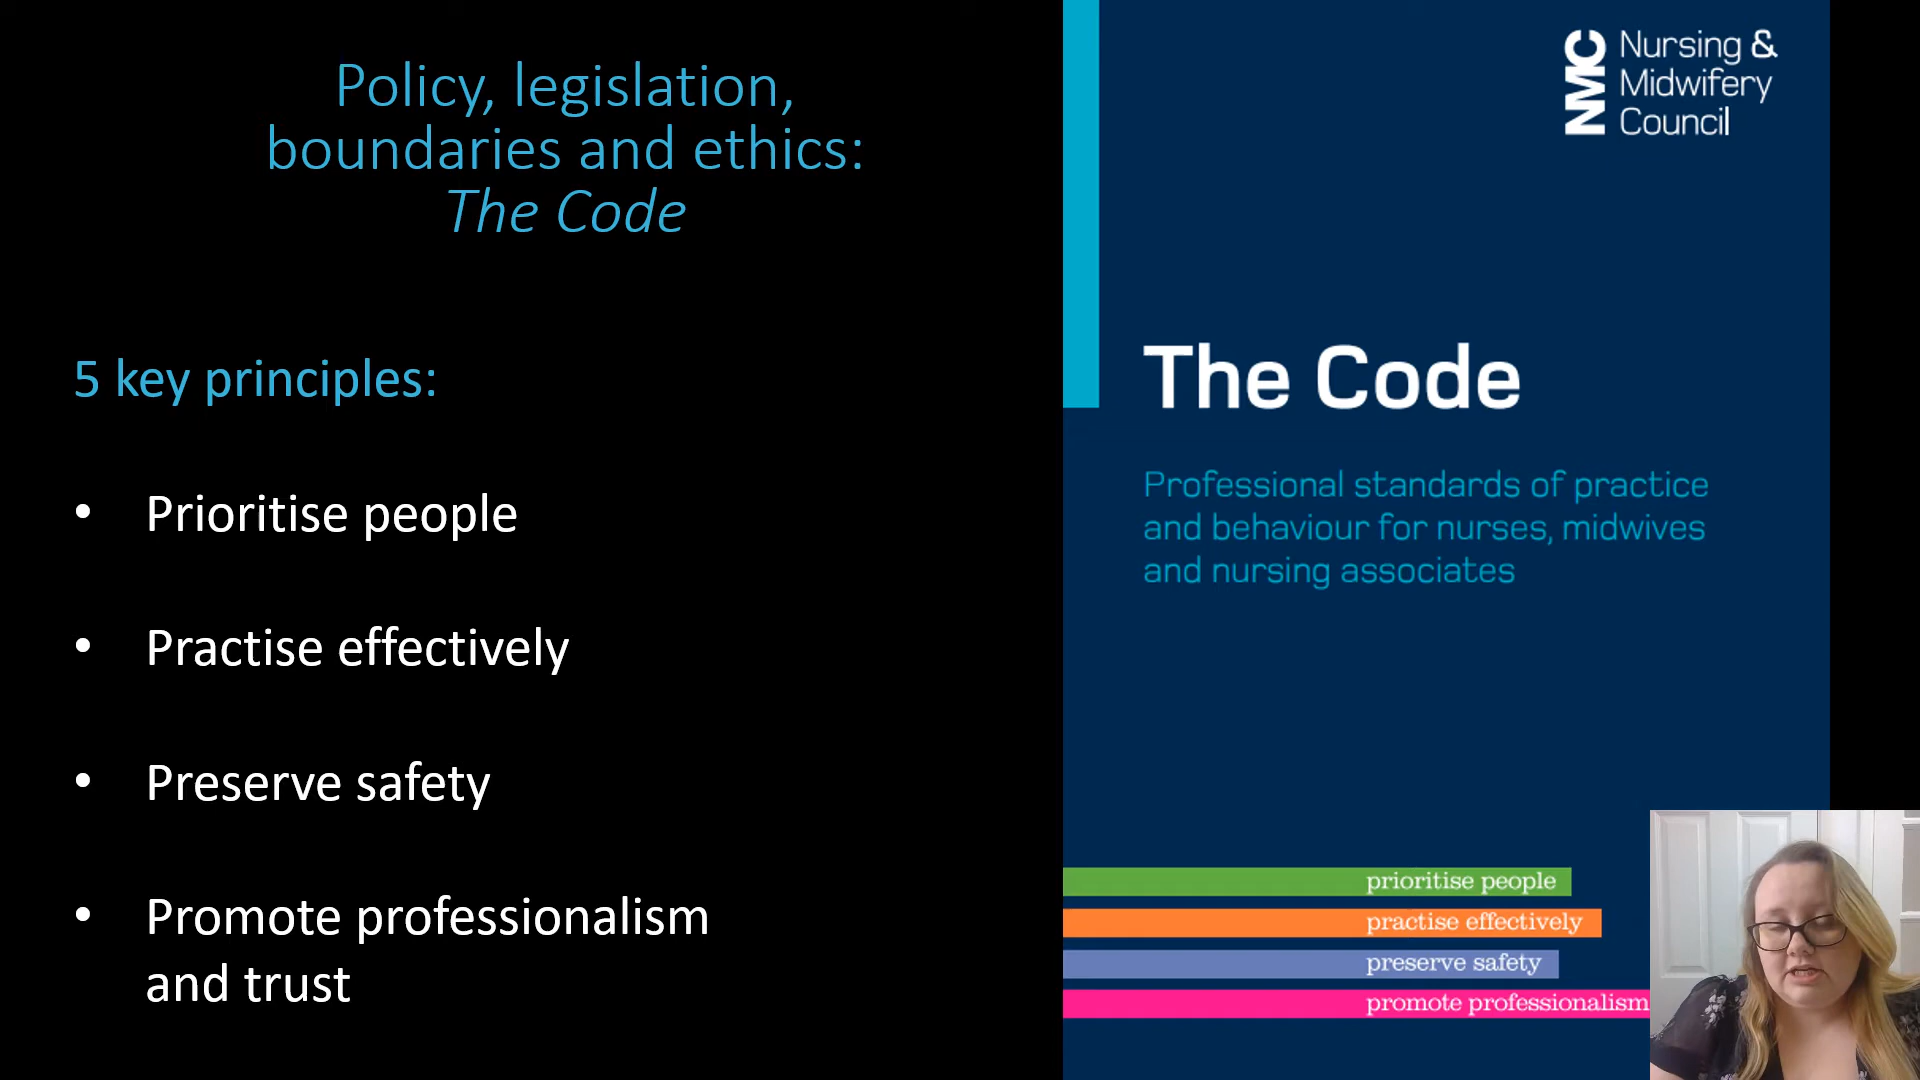 Policy, legislation,
boundaries and ethics:
The Code
5 key principles:
• Prioritise people
• Practise effectively
• Preserve safety
• Promote professionalism
and trust
NMC
Nursing &
Midwifery
Council
The Code
Professional standards of practice
and behaviour for nurses, midwives
and nursing associates
prioritise people
practise effectively
preserve safety
promote professionalism